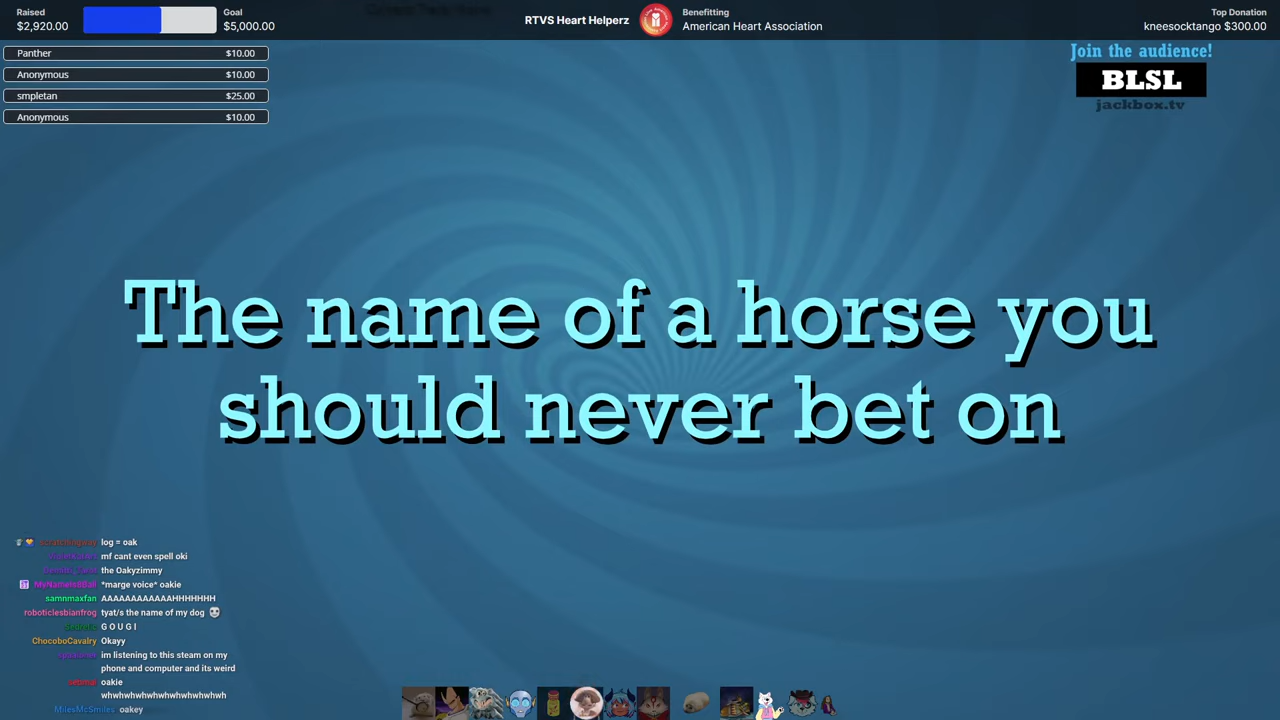 Raised
$2,920.00
Goal
$5,000.00
RTVS Heart Helperz
Benefitting
American Heart Association
Top Donation
kneesocktango $300.00
Panther $10.00
Anonymous $10.00
smpletan $25.00
Anonymous $10.00
Join the audience!
BLSL
jackbox.tv
The name of a horse you
should never bet on
log = oak
mf cant even spell oki
the Oakyzimmy
MyNameIs8Ball *marge voice* oakie
samnmaxfan AAAAAAAAAAAAHHHHHHH
roboticlesbianfrog tyat/s the name of my dog
G O U G I
ChocoboCavalry Okayy
im listening to this steam on my
phone and computer and its weird
oakie
whwhwhwhwhwhwhwhwhwh
MilesMcSmiles oakey